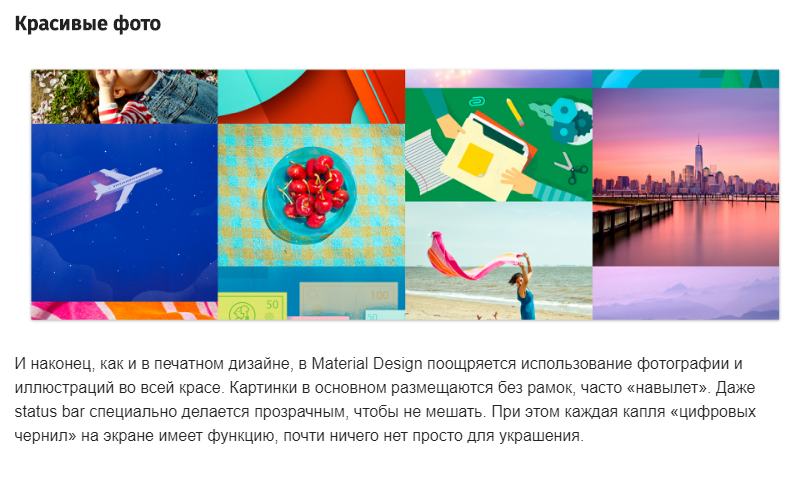 Красивые фото
50
100
50
И наконец, как и в печатном дизайне, в Material Design поощряется использование фотографии и
иллюстраций во всей красе. Картинки в основном размещаются без рамок, часто «навылет». Даже
status bar специально делается прозрачным, чтобы не мешать. При этом каждая капля «цифровых
чернил» на экране имеет функцию, почти ничего нет просто для украшения.